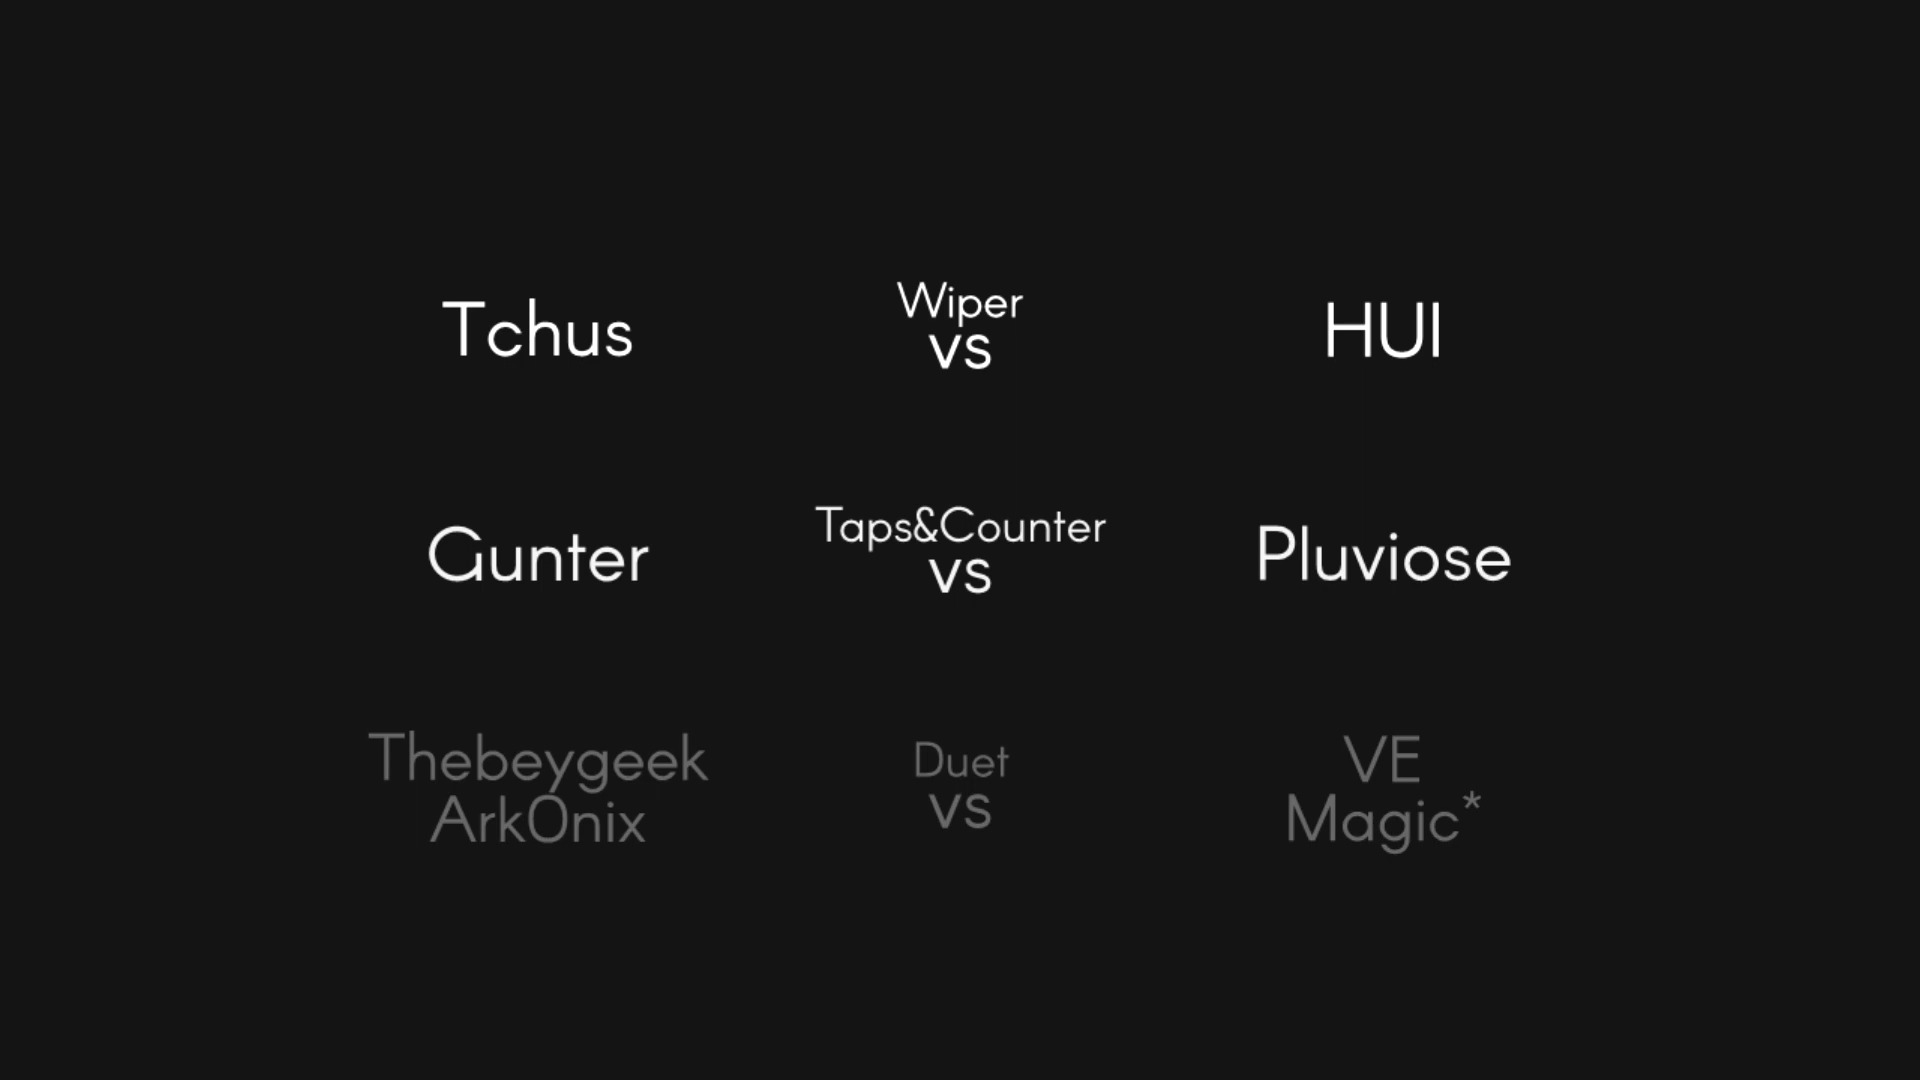 Tchus
Wiper
vs
HUI
Gunter
Taps&Counter
vs
Pluviose
Thebeygeek
ArkOnix
Duet
vs
VE
Magic*